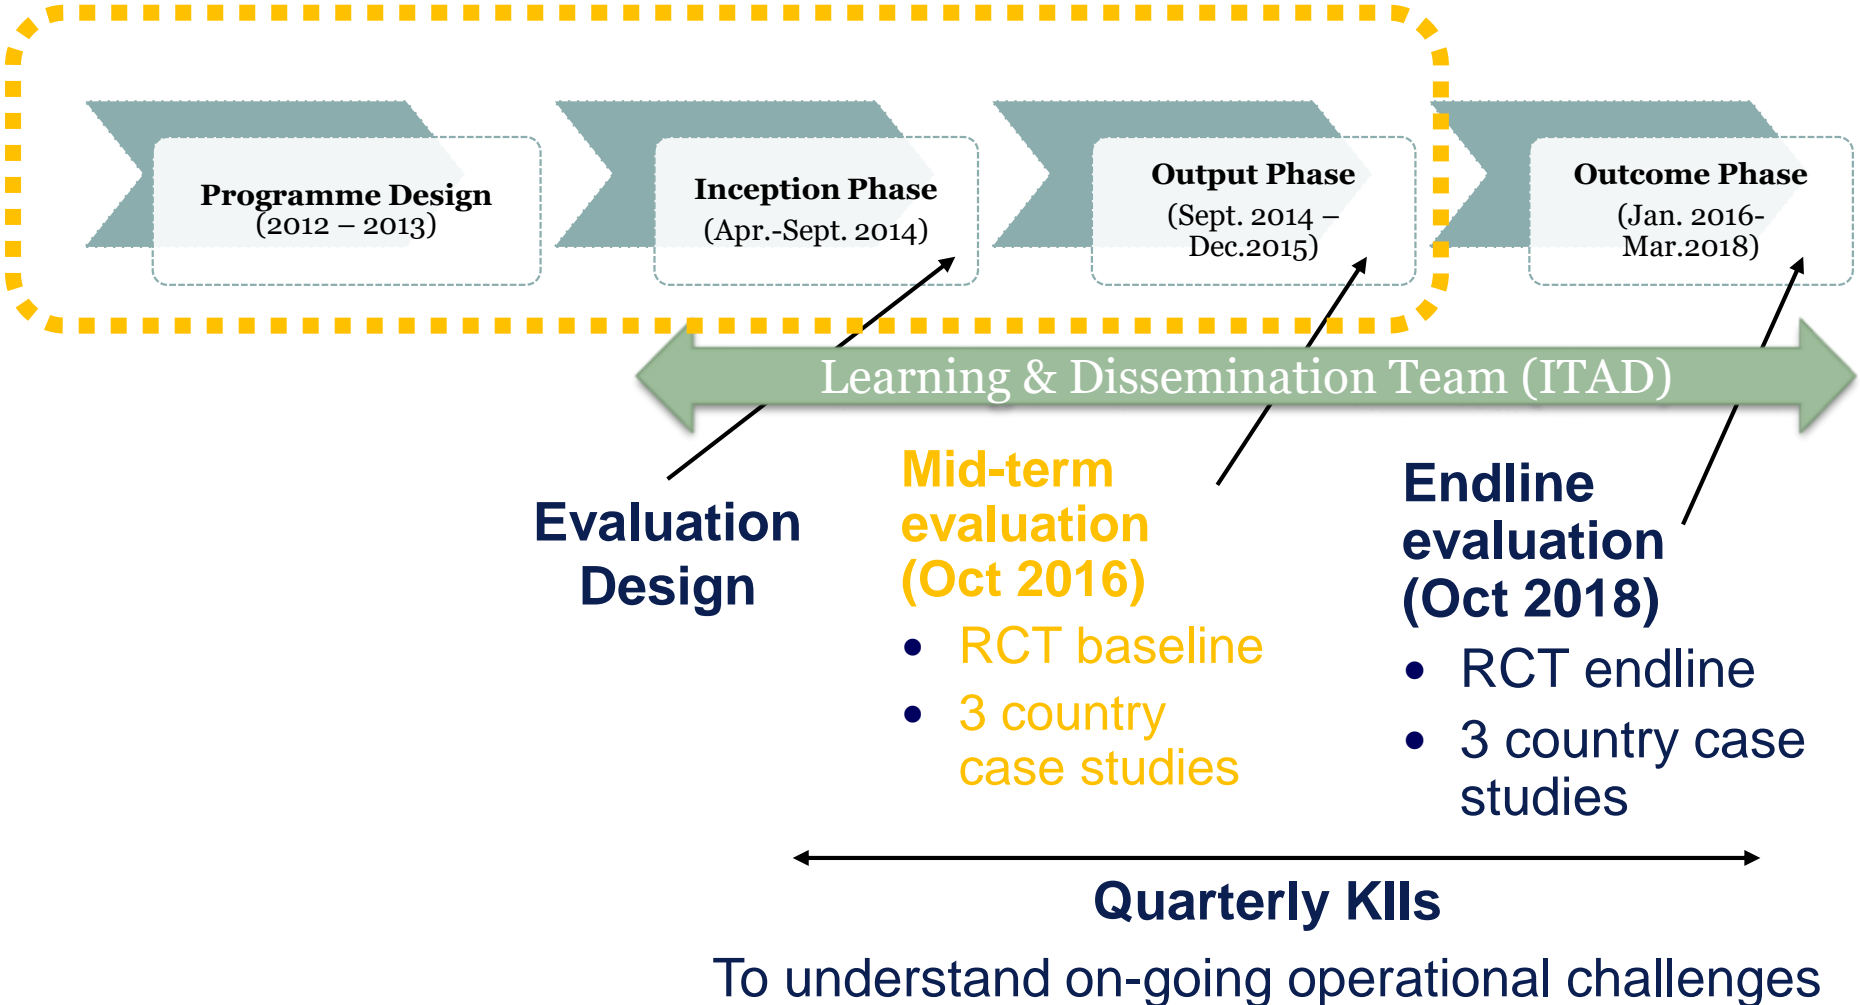 Programme Design
(2012 – 2013)
Inception Phase
(Apr.-Sept. 2014)
Output Phase
(Sept. 2014 –
Dec.2015)
Outcome Phase
(Jan. 2016-
Mar.2018)
Learning & Dissemination Team (ITAD)
Evaluation
Design
Mid-term
evaluation
(Oct 2016)
• RCT baseline
• 3 country
case studies
Endline
evaluation
(Oct 2018)
• RCT endline
• 3 country case
studies
Quarterly KIIs
To understand on-going operational challenges